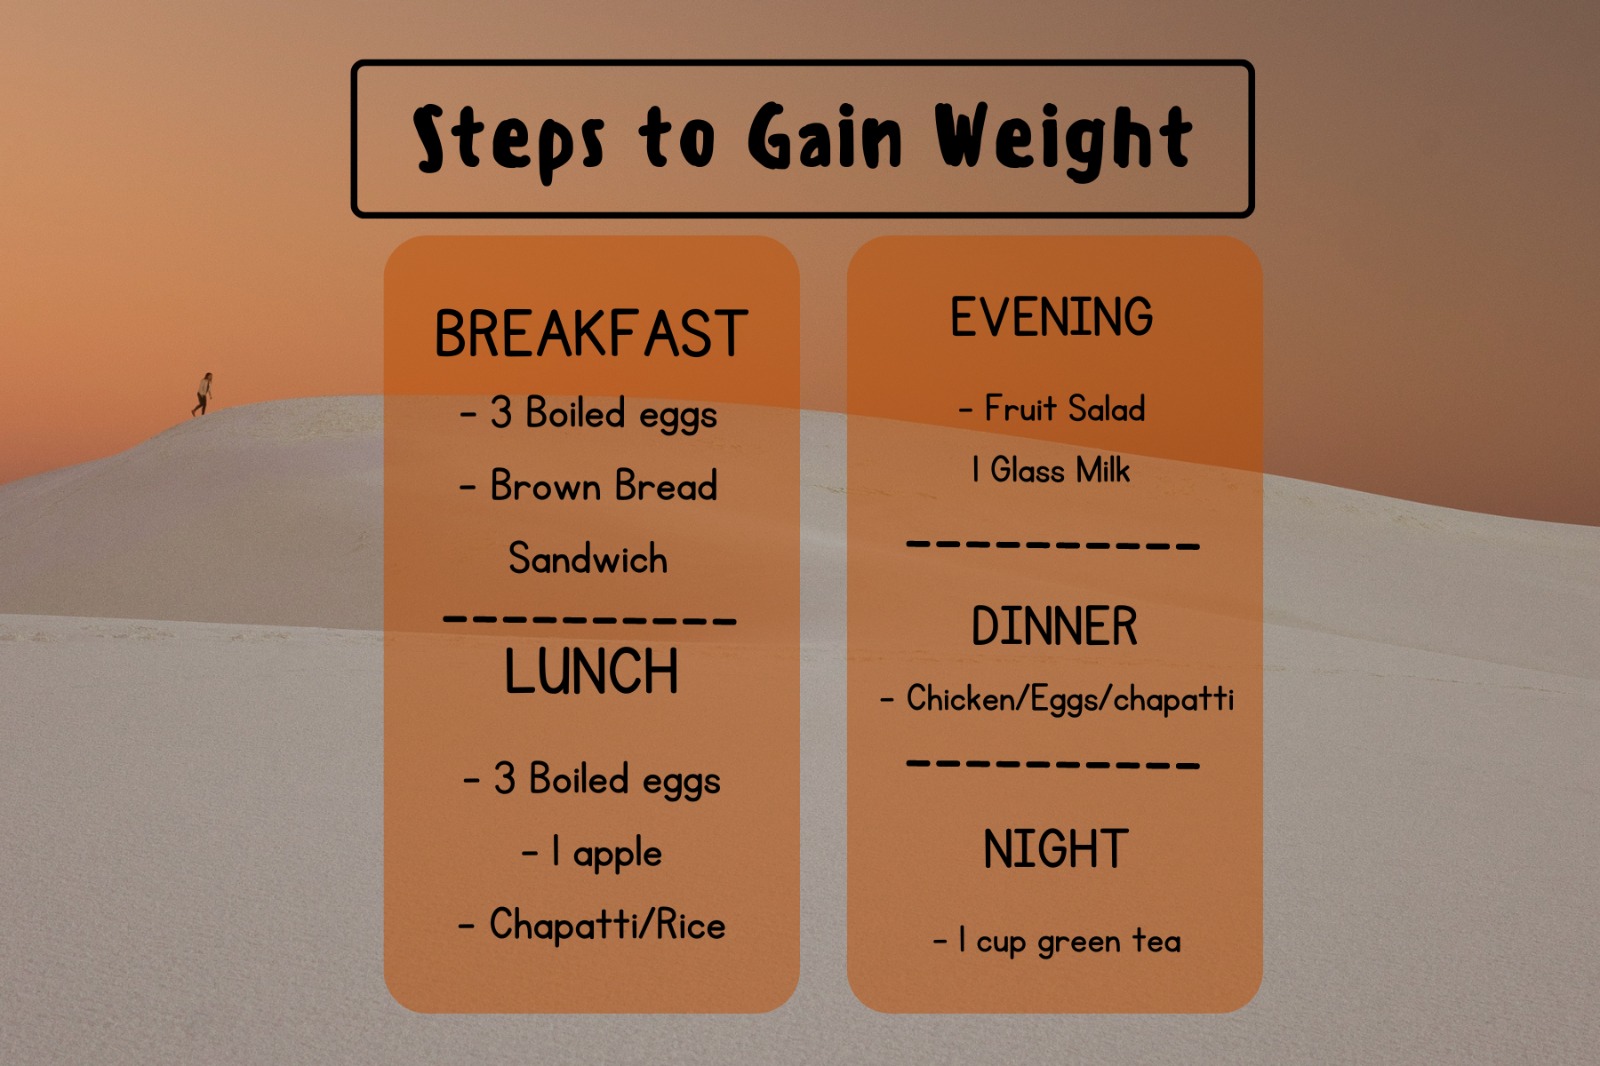 Steps to Gain Weight
BREAKFAST
- 3 Boiled eggs
- Brown Bread
Sandwich
----------
LUNCH
- 3 Boiled eggs
- 1 apple
- Chapatti/Rice
EVENING
- Fruit Salad
1 Glass Milk
----------
DINNER
- Chicken/Eggs/chapatti
----------
NIGHT
- 1 cup green tea